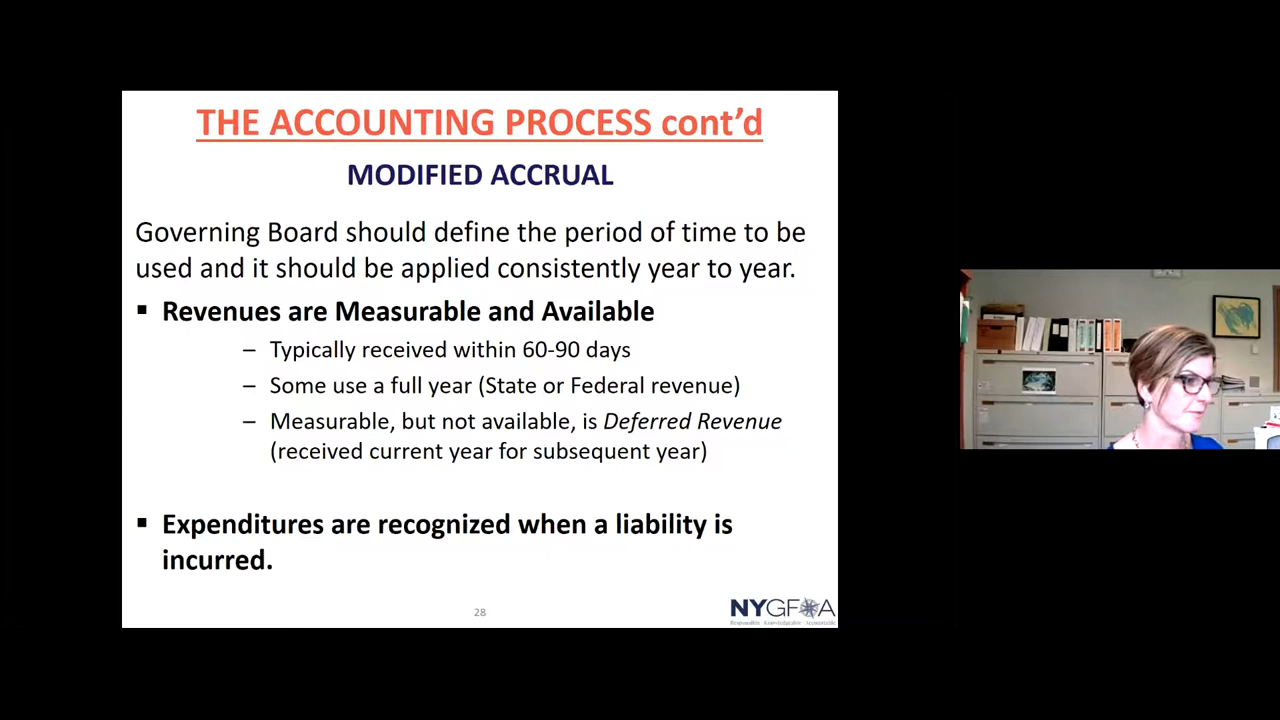 THE ACCOUNTING PROCESS cont’d
MODIFIED ACCRUAL
Governing Board should define the period of time to be
used and it should be applied consistently year to year.
▪ Revenues are Measurable and Available
– Typically received within 60-90 days
– Some use a full year (State or Federal revenue)
– Measurable, but not available, is Deferred Revenue
(received current year for subsequent year)
▪ Expenditures are recognized when a liability is
incurred.
28
NYGFOA
Responsible Knowledgeable Accountable